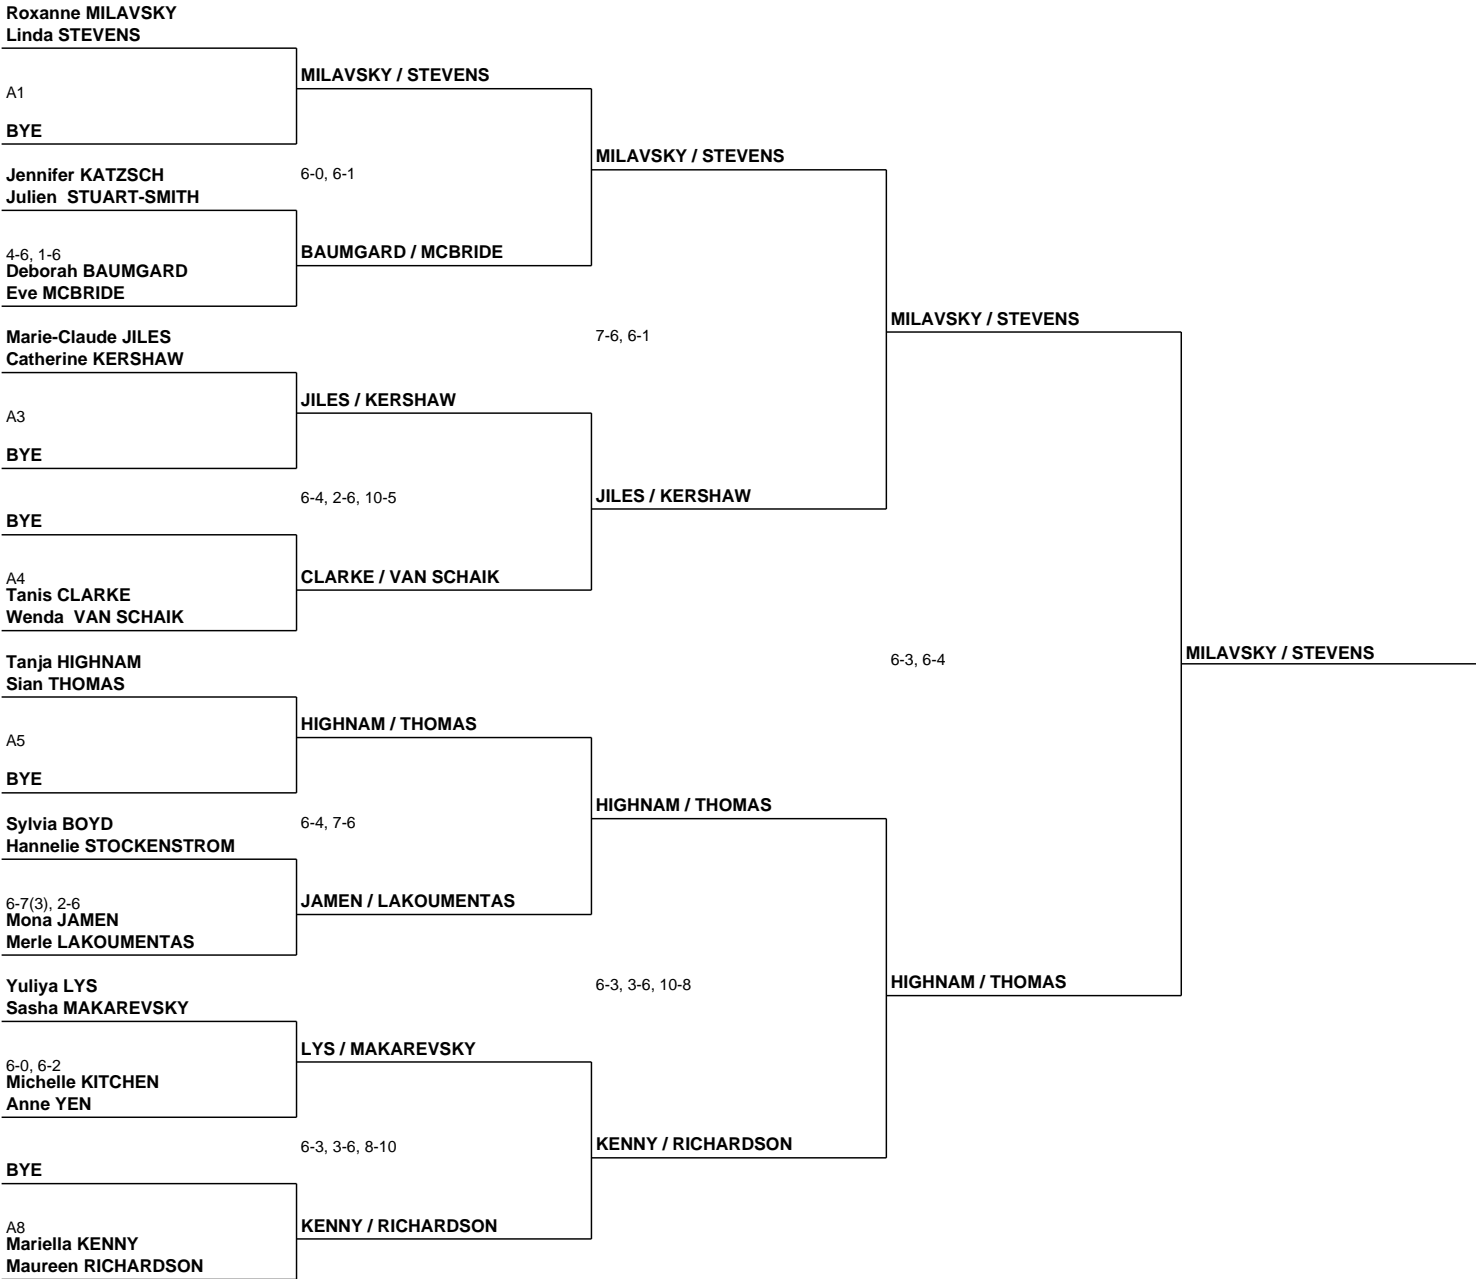 Roxanne MILAVSKY
Linda STEVENS
MILAVSKY / STEVENS
A1
BYE
MILAVSKY / STEVENS
Jennifer KATZSCH
6-0, 6-1
Julien  STUART-SMITH
4-6, 1-6
BAUMGARD / MCBRIDE
Deborah BAUMGARD
Eve MCBRIDE
MILAVSKY / STEVENS
Marie-Claude JILES
7-6, 6-1
Catherine KERSHAW
JILES / KERSHAW
A3
BYE
6-4, 2-6, 10-5
JILES / KERSHAW
BYE
A4
CLARKE / VAN SCHAIK
Tanis CLARKE
Wenda  VAN SCHAIK
MILAVSKY / STEVENS
Tanja HIGHNAM
6-3, 6-4
Sian THOMAS
HIGHNAM / THOMAS
A5
BYE
HIGHNAM / THOMAS
Sylvia BOYD
6-4, 7-6
Hannelie STOCKENSTROM
6-7(3), 2-6
JAMEN / LAKOUMENTAS
Mona JAMEN
Merle LAKOUMENTAS
HIGHNAM / THOMAS
Yuliya LYS
6-3, 3-6, 10-8
Sasha MAKAREVSKY
LYS / MAKAREVSKY
6-0, 6-2
Michelle KITCHEN
Anne YEN
6-3, 3-6, 8-10
KENNY / RICHARDSON
BYE
A8
KENNY / RICHARDSON
Mariella KENNY
Maureen RICHARDSON